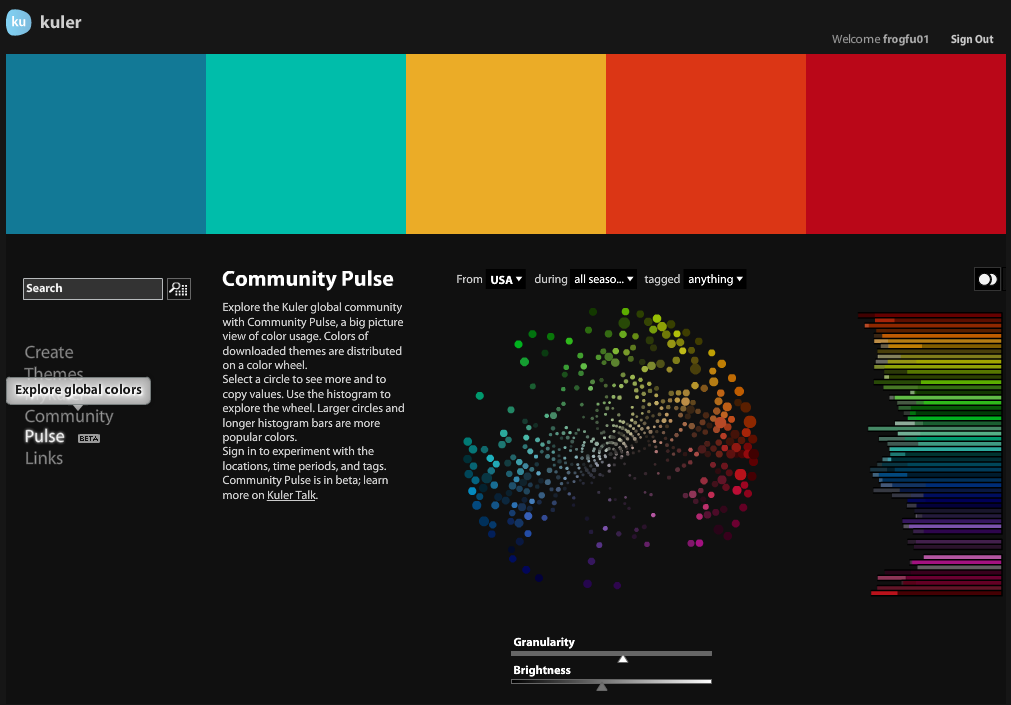 ku kuler
Welcome frogfu01 Sign Out
Search
Create
Themes
Explore global colors
Community
Pulse BETA
Links
Community Pulse
Explore the Kuler global community
with Community Pulse, a big picture
view of color usage. Colors of
downloaded themes are distributed
on a color wheel.
Select a circle to see more and to
copy values. Use the histogram to
explore the wheel. Larger circles and
longer histogram bars are more
popular colors.
Sign in to experiment with the
locations, time periods, and tags.
Community Pulse is in beta; learn
more on Kuler Talk.
From USA during all seaso... tagged anything
Granularity
Brightness